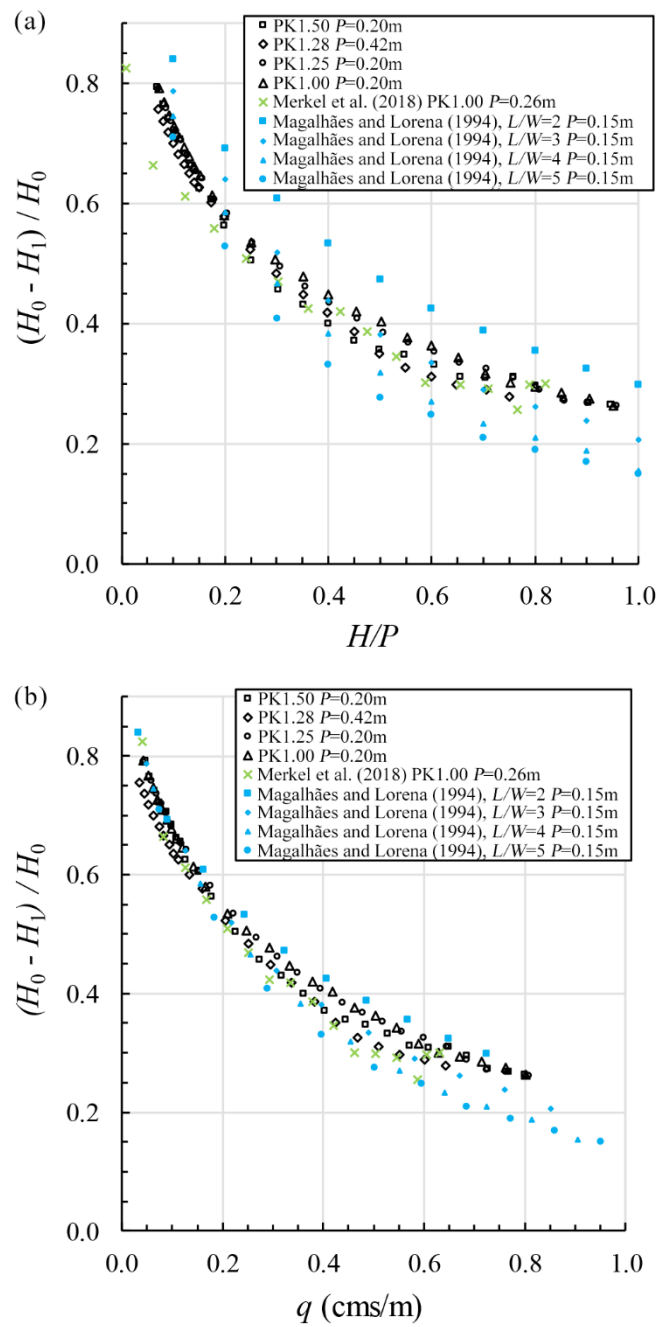 (a)
PK1.50 P=0.20m
PK1.28 P=0.42m
PK1.25 P=0.20m
PK1.00 P=0.20m
Merkel et al. (2018) PK1.00 P=0.26m
Magalhães and Lorena (1994), L/W=2 P=0.15m
Magalhães and Lorena (1994), L/W=3 P=0.15m
Magalhães and Lorena (1994), L/W=4 P=0.15m
Magalhães and Lorena (1994), L/W=5 P=0.15m
0.8
0.6
0.4
0.2
0.0
(H₀ - H₁) / H₀
0.0 0.2 0.4 0.6 0.8 1.0
H/P
(b)
PK1.50 P=0.20m
PK1.28 P=0.42m
PK1.25 P=0.20m
PK1.00 P=0.20m
Merkel et al. (2018) PK1.00 P=0.26m
Magalhães and Lorena (1994), L/W=2 P=0.15m
Magalhães and Lorena (1994), L/W=3 P=0.15m
Magalhães and Lorena (1994), L/W=4 P=0.15m
Magalhães and Lorena (1994), L/W=5 P=0.15m
0.8
0.6
0.4
0.2
0.0
(H₀ - H₁) / H₀
0.0 0.2 0.4 0.6 0.8 1.0
q (cms/m)